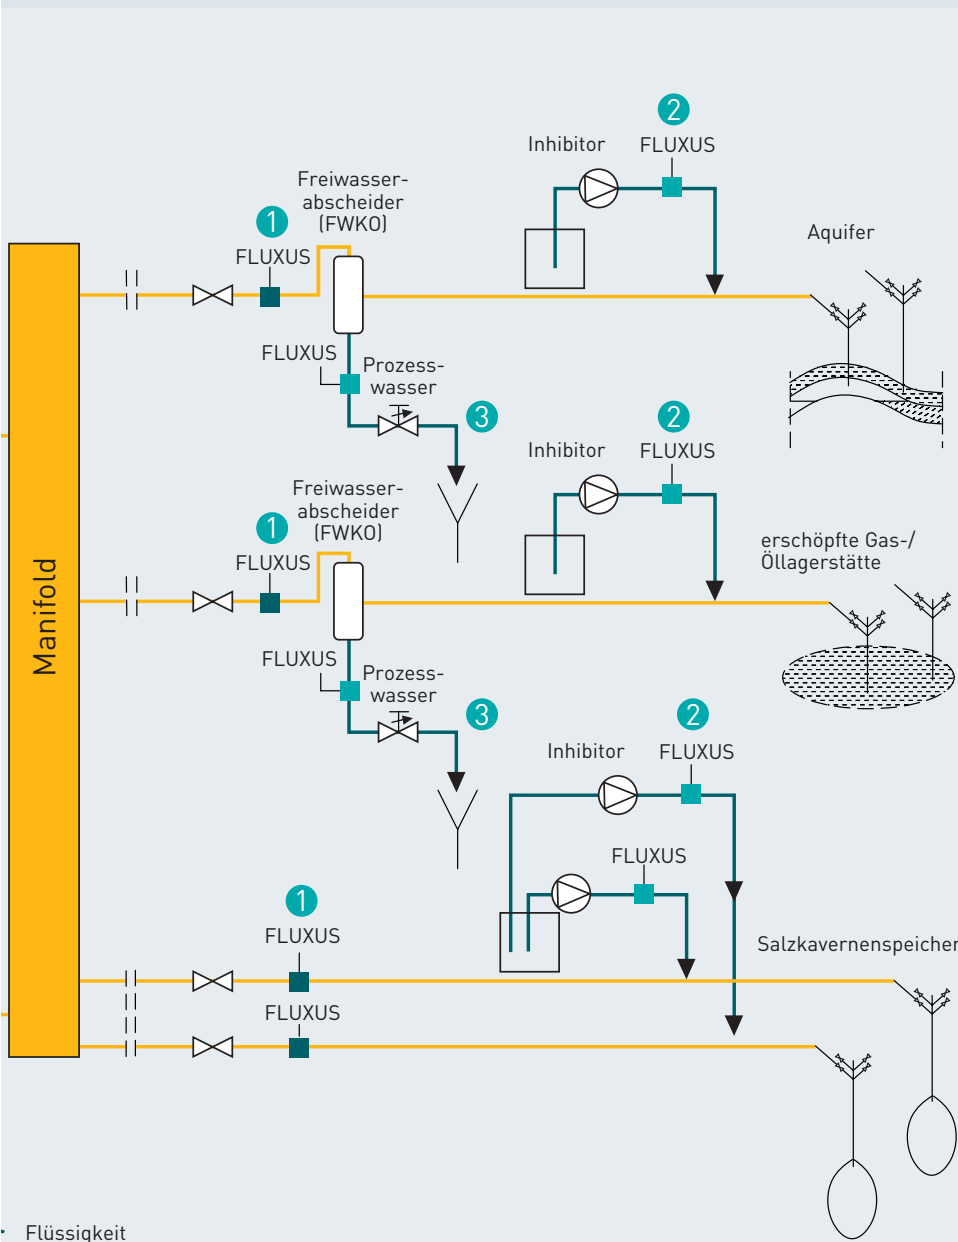 2
Inhibitor
FLUXUS
Freiwasser-
abscheider
(FWKO)
1
FLUXUS
Aquifer
FLUXUS
Prozess-
wasser
3
2
Inhibitor
FLUXUS
Freiwasser-
abscheider
(FWKO)
1
FLUXUS
erschöpfte Gas-/
Öllagerstätte
Manifold
FLUXUS
Prozess-
wasser
3
2
Inhibitor
FLUXUS
FLUXUS
1
FLUXUS
Salzkavernenspeicher
FLUXUS
Flüssigkeit